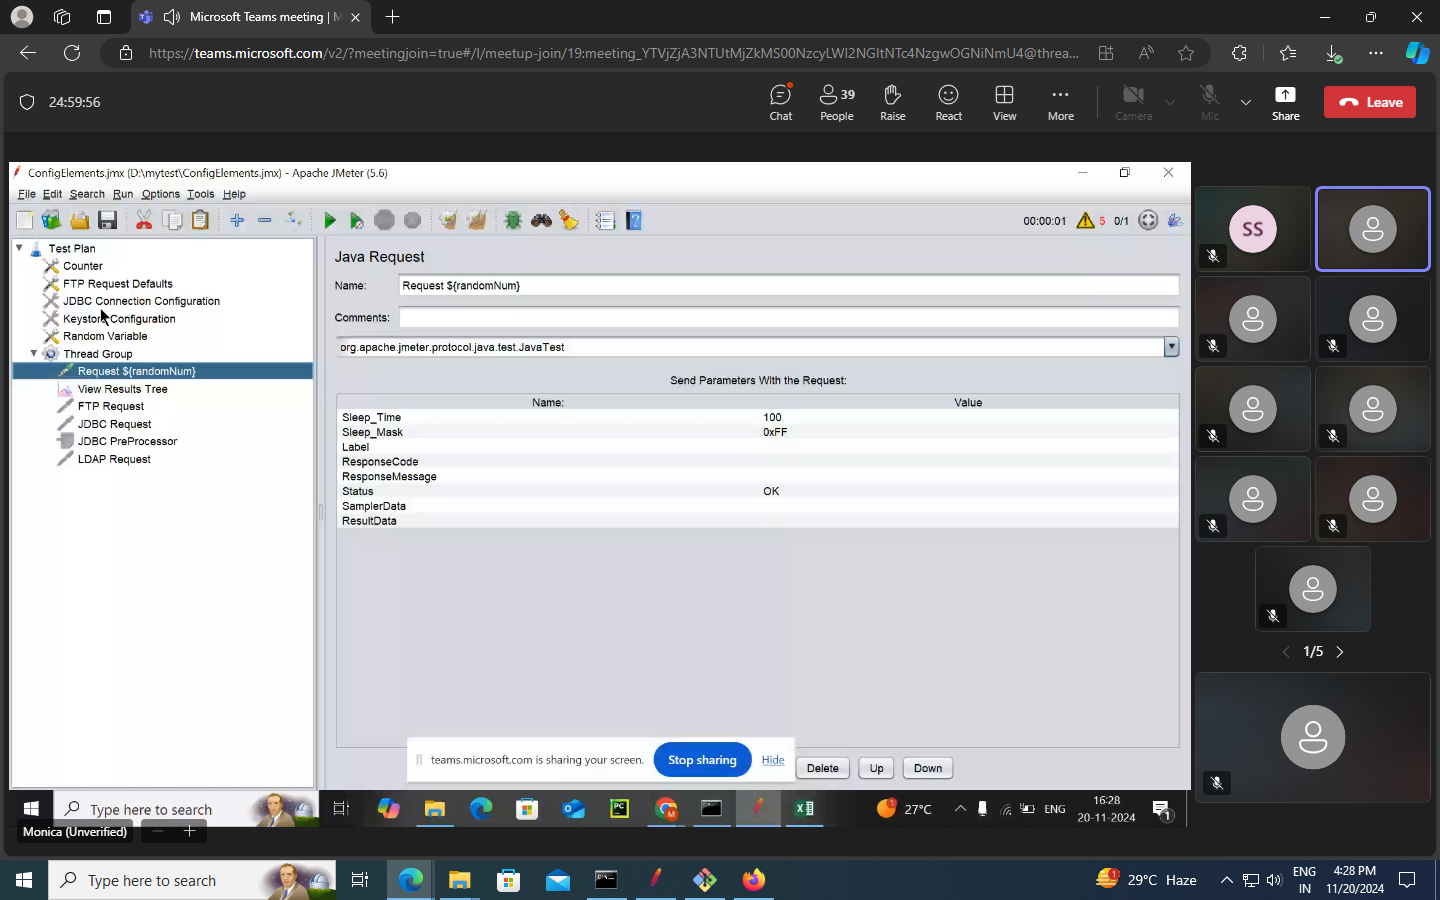 Microsoft Teams meeting | M
https://teams.microsoft.com/v2/?meetingjoin=true#/l/meetup-join/19:meeting_YTVjZjA3NTUtMjZkMS00NzcyLWI2NGItNTc4NzgwOGNiNmU4@threa...
24:59:56
Chat
39
People
Raise
React
View
More
Camera
Mic
Share
Leave
ConfigElements.jmx (D:\mytest\ConfigElements.jmx) - Apache JMeter (5.6)
File Edit Search Run Options Tools Help
00:00:01 5 0/1
Test Plan
Counter
FTP Request Defaults
JDBC Connection Configuration
Keystore Configuration
Random Variable
Thread Group
Request ${randomNum}
View Results Tree
FTP Request
JDBC Request
JDBC PreProcessor
LDAP Request
Java Request
Name: Request ${randomNum}
Comments:
org.apache.jmeter.protocol.java.test.JavaTest
Send Parameters With the Request:
Name: Value
Sleep_Time 100
Sleep_Mask 0xFF
Label
ResponseCode
ResponseMessage
Status OK
SamplerData
ResultData
teams.microsoft.com is sharing your screen. Stop sharing Hide
Delete Up Down
SS
1/5
Type here to search
27°C
ENG
16:28
20-11-2024
1
Monica (Unverified)
Type here to search
29°C Haze
ENG
IN
4:28 PM
11/20/2024